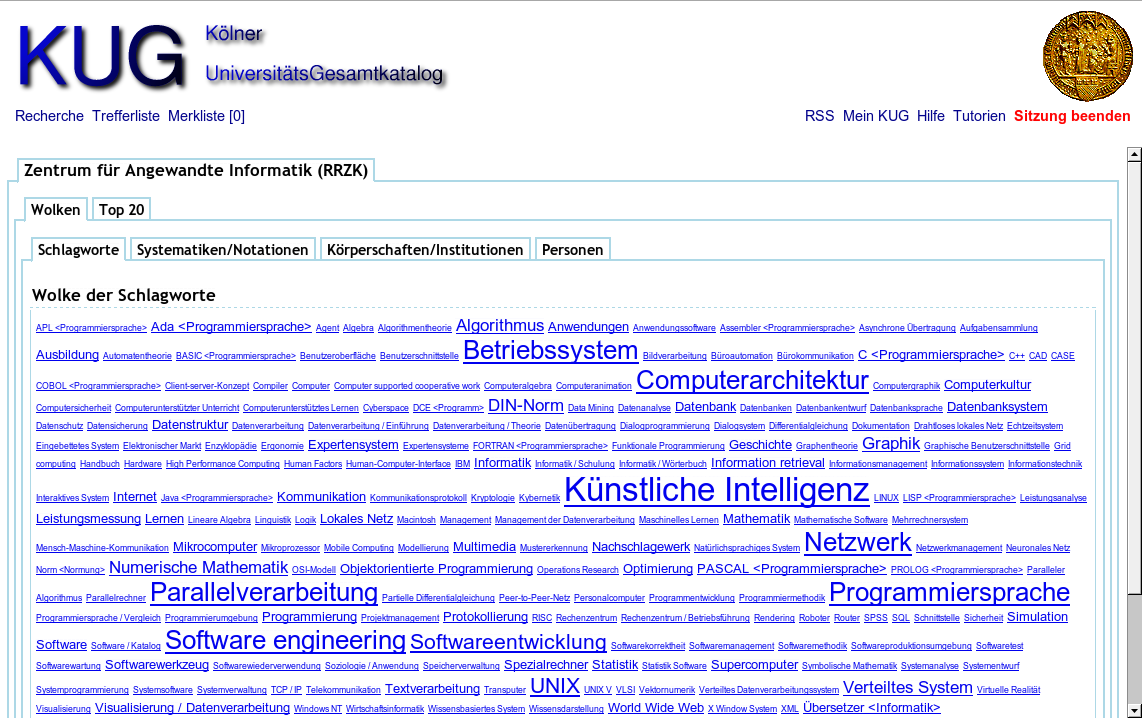 KUG Kölner
UniversitätsGesamtkatalog
Recherche Trefferliste Merkliste [0] RSS Mein KUG Hilfe Tutorien Sitzung beenden
Zentrum für Angewandte Informatik (RRZK)
Wolken Top 20
Schlagworte Systematiken/Notationen Körperschaften/Institutionen Personen
Wolke der Schlagworte
APL <Programmiersprache> Ada <Programmiersprache> Agent Algebra Algorithmentheorie Algorithmus Anwendungen Anwendungssoftware Assembler <Programmiersprache> Asynchrone Übertragung Aufgabensammlung
Ausbildung Automatentheorie BASIC <Programmiersprache> Benutzeroberfläche Benutzerschnittstelle Betriebssystem Bildverarbeitung Büroautomation Bürokommunikation C <Programmiersprache> C++ CAD CASE
COBOL <Programmiersprache> Client-server-Konzept Compiler Computer Computer supported cooperative work Computeralgebra Computeranimation Computerarchitektur Computergraphik Computerkultur
Computersicherheit Computerunterstützter Unterricht Computerunterstütztes Lernen Cyberspace DCE <Programm> DIN-Norm Data Mining Datenanalyse Datenbank Datenbanken Datenbankentwurf Datenbanksprache Datenbanksystem
Datenschutz Datensicherung Datenstruktur Datenverarbeitung Datenverarbeitung / Einführung Datenverarbeitung / Theorie Datenübertragung Dialogprogrammierung Dialogsystem Differentialgleichung Dokumentation Drahtloses lokales Netz Echtzeitsystem
Eingebettetes System Elektronischer Markt Enzyklopädie Ergonomie Expertensystem Expertensysteme FORTRAN <Programmiersprache> Funktionale Programmierung Geschichte Graphentheorie Graphik Graphische Benutzerschnittstelle Grid
computing Handbuch Hardware High Performance Computing Human Factors Human-Computer-Interface IBM Informatik Informatik / Schulung Informatik / Wörterbuch Information retrieval Informationsmanagement Informationssystem Informationstechnik
Interaktives System Internet Java <Programmiersprache> Kommunikation Kommunikationsprotokoll Kryptologie Kybernetik Künstliche Intelligenz LINUX LISP <Programmiersprache> Leistungsanalyse
Leistungsmessung Lernen Lineare Algebra Linguistik Logik Lokales Netz Macintosh Management Management der Datenverarbeitung Maschinelles Lernen Mathematik Mathematische Software Mehrrechnersystem
Mensch-Maschine-Kommunikation Mikrocomputer Mikroprozessor Mobile Computing Modellierung Multimedia Mustererkennung Nachschlagewerk Natürlichsprachiges System Netzwerk Netzwerkmanagement Neuronales Netz
Norm <Normung> Numerische Mathematik OSI-Modell Objektorientierte Programmierung Operations Research Optimierung PASCAL <Programmiersprache> PROLOG <Programmiersprache> Paralleler
Algorithmus Parallelrechner Parallelverarbeitung Partielle Differentialgleichung Peer-to-Peer-Netz Personalcomputer Programmentwicklung Programmiermethodik Programmiersprache
Programmiersprache / Vergleich Programmierumgebung Programmierung Projektmanagement Protokollierung RISC Rechenzentrum Rechenzentrum / Betriebsführung Rendering Roboter Router SPSS SQL Schnittstelle Sicherheit Simulation
Software Software / Katalog Software engineering Softwareentwicklung Softwarekorrektheit Softwaremanagement Softwaremethodik Softwareproduktionsumgebung Softwaretest
Softwarewartung Softwarewerkzeug Softwarewiederverwendung Soziologie / Anwendung Speicherverwaltung Spezialrechner Statistik Statistik Software Supercomputer Symbolische Mathematik Systemanalyse Systementwurf
Systemprogrammierung Systemsoftware Systemverwaltung TCP / IP Telekommunikation Textverarbeitung Transputer UNIX UNIX V VLSI Vektornumerik Verteiltes Datenverarbeitungssystem Verteiltes System Virtuelle Realität
Visualisierung Visualisierung / Datenverarbeitung Windows NT Wirtschaftsinformatik Wissensbasiertes System Wissensdarstellung World Wide Web X Window System XML Übersetzer <Informatik>